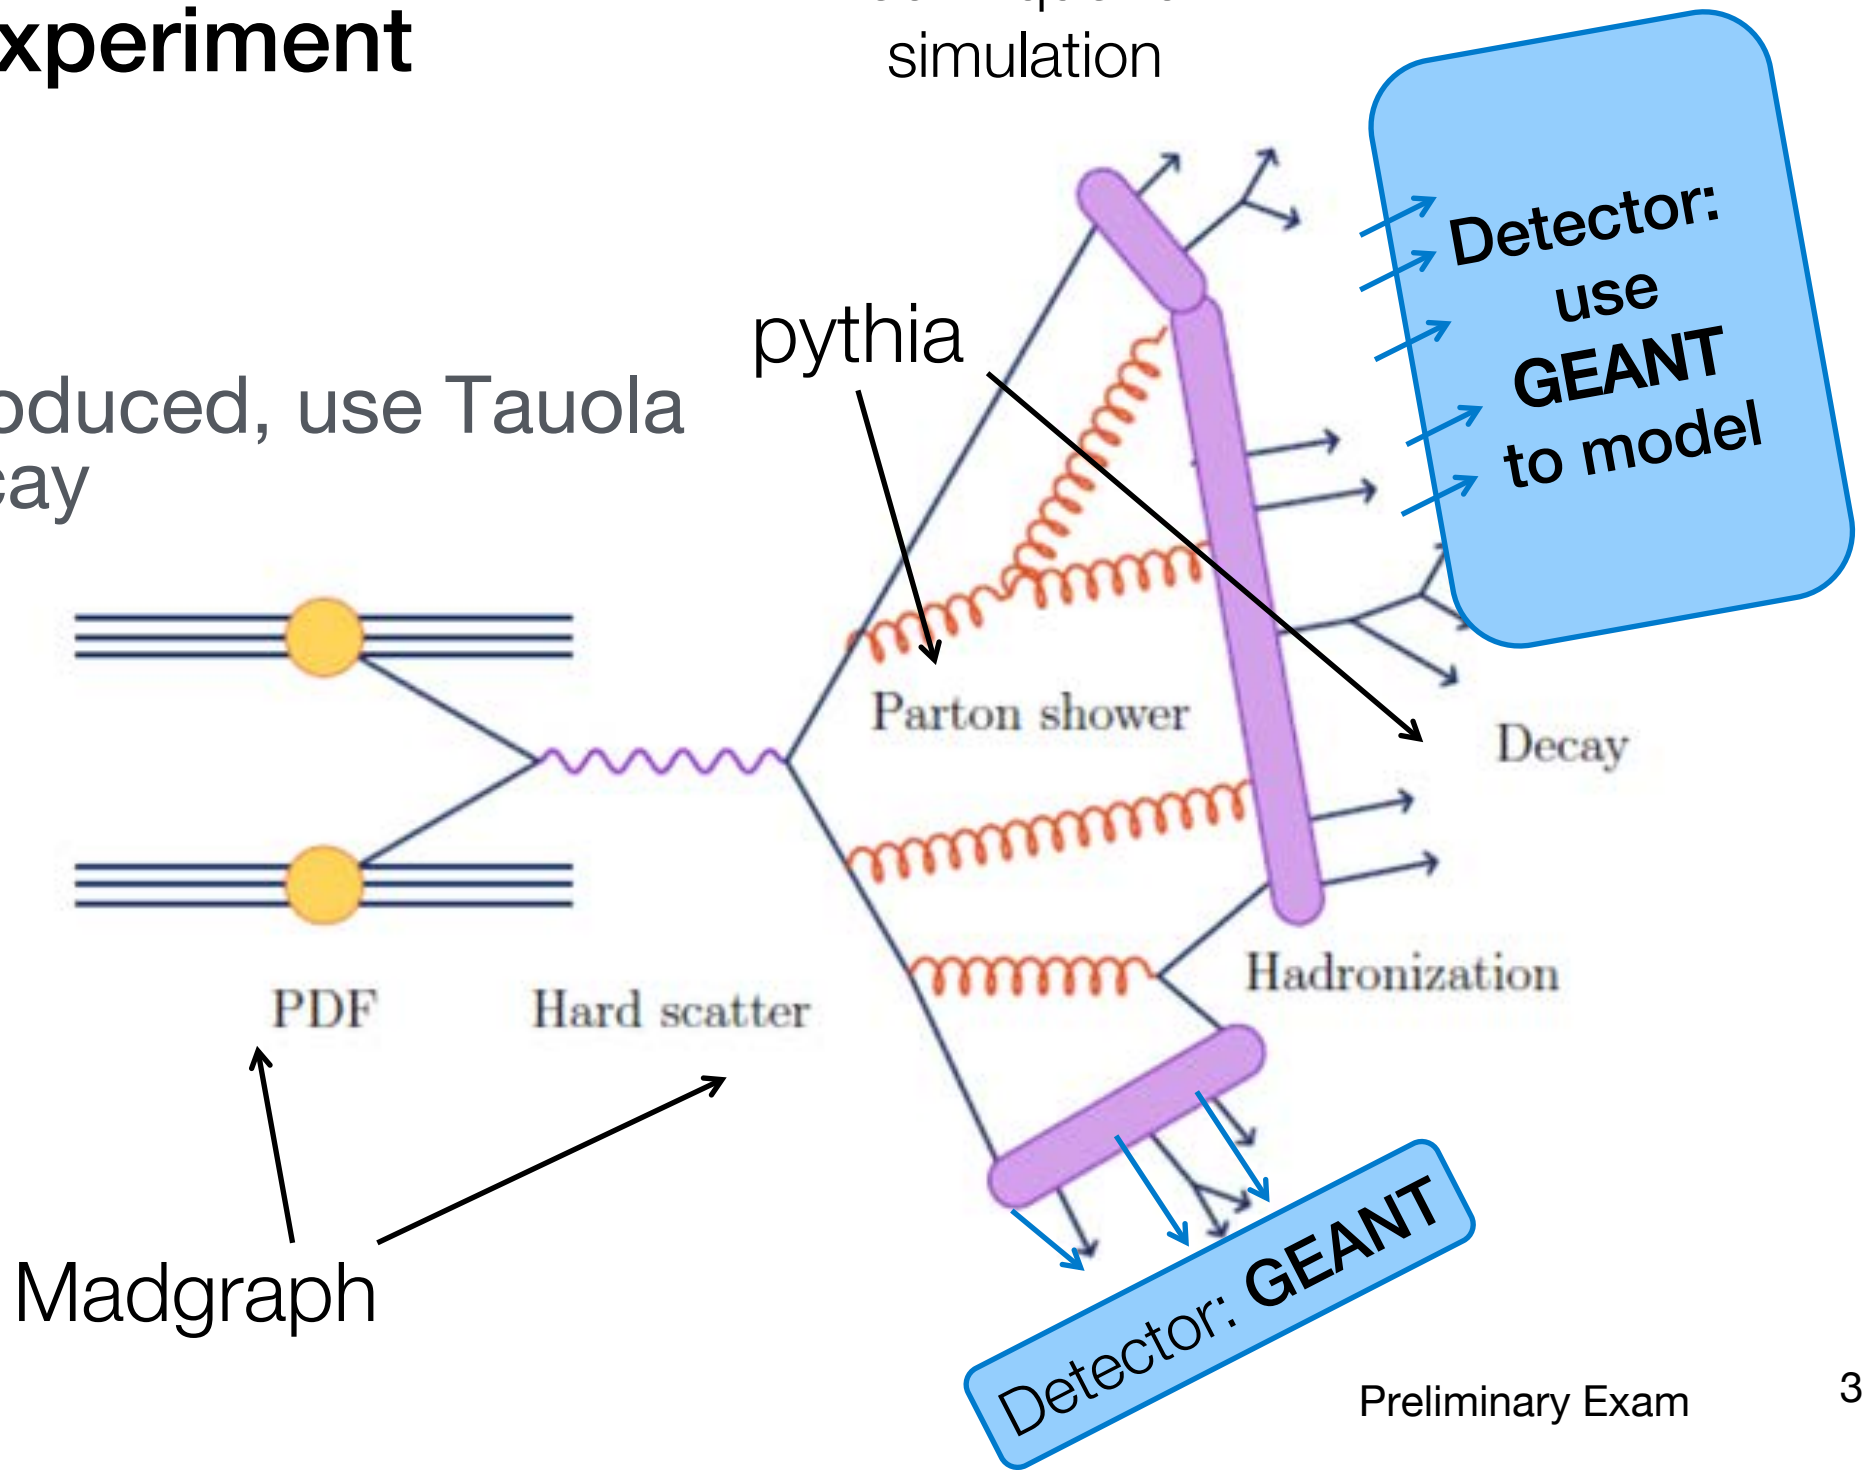 xperiment
simulation
Detector:
use
GEANT
to model
pythia
oduced, use Tauola
cay
Parton shower
Decay
Hadronization
PDF
Hard scatter
Madgraph
Detector: GEANT
Preliminary Exam
3